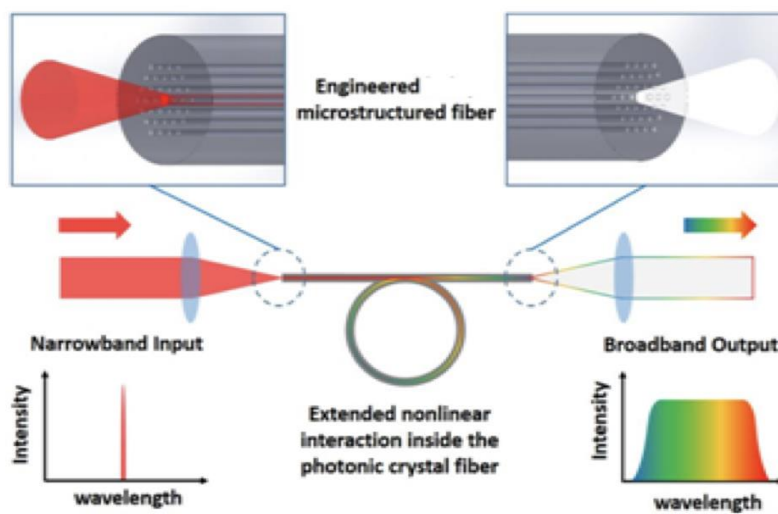 Engineered
microstructured fiber
Narrowband Input
Broadband Output
Intensity
wavelength
Extended nonlinear
interaction inside the
photonic crystal fiber
Intensity
wavelength